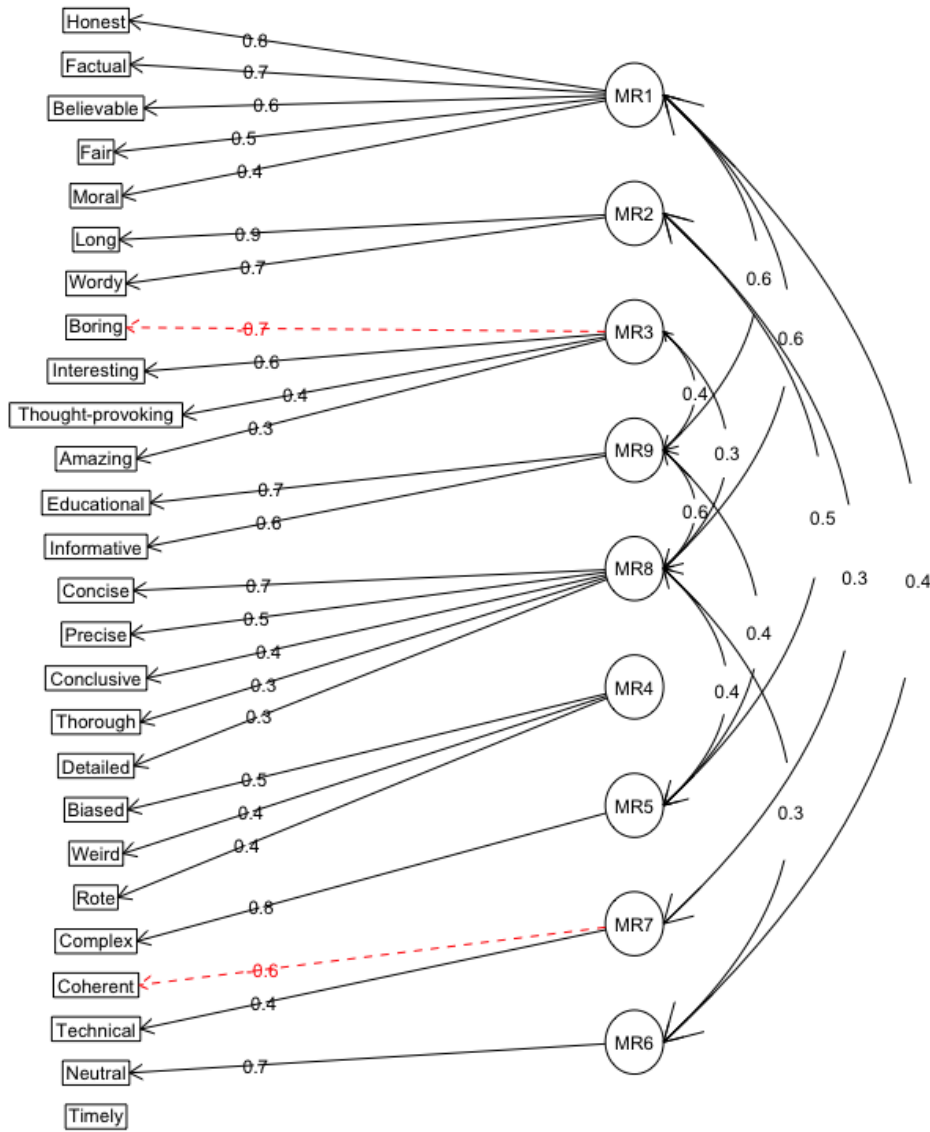 Honest
Factual
Believable
Fair
Moral
Long
Wordy
Boring
Interesting
Thought-provoking
Amazing
Educational
Informative
Concise
Precise
Conclusive
Thorough
Detailed
Biased
Weird
Rote
Complex
Coherent
Technical
Neutral
Timely
0.8
0.7
0.6
0.5
0.4
0.9
0.7
0.7
0.6
0.4
0.3
0.7
0.6
0.7
0.5
0.4
0.3
0.3
0.5
0.4
0.4
0.8
0.6
0.4
0.7
MR1
MR2
MR3
MR9
MR8
MR4
MR5
MR7
MR6
0.6
0.6
0.4
0.3
0.6
0.5
0.3
0.4
0.4
0.4
0.3